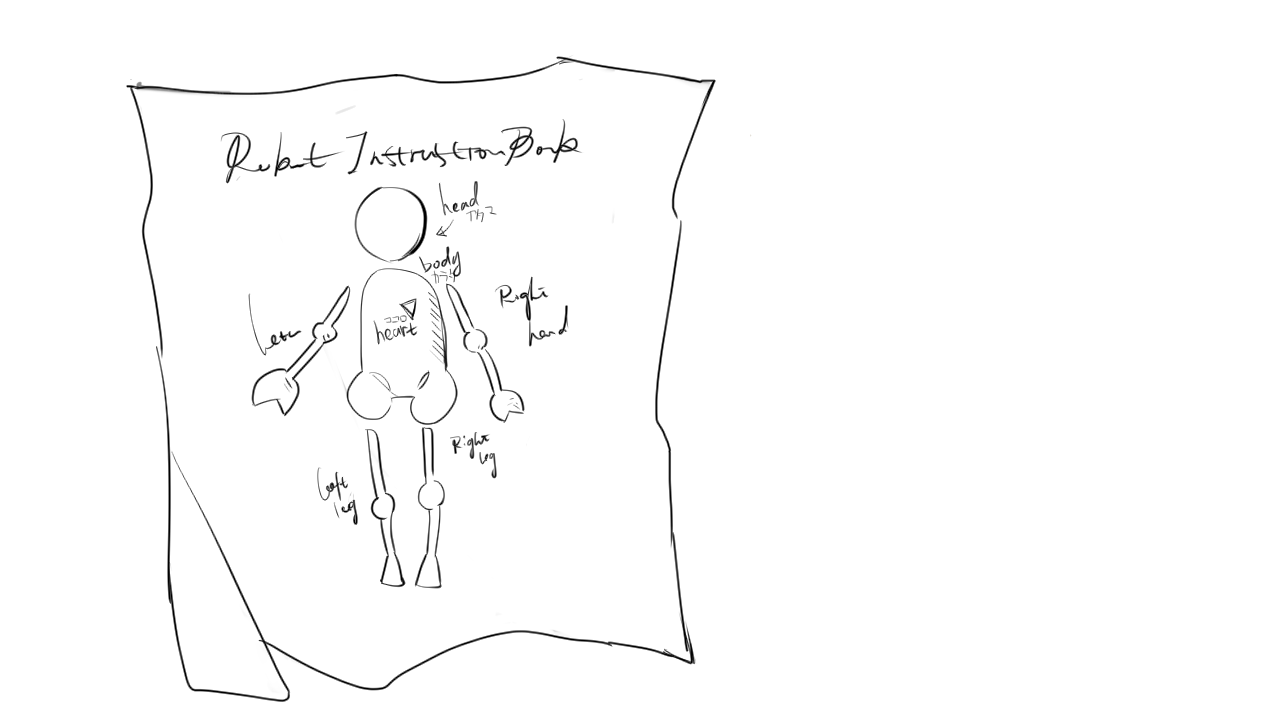 Robot Instruction Book
head
アタマ
body
カラダ
Right
hand
ココロ
heart
Right
leg
Left
leg